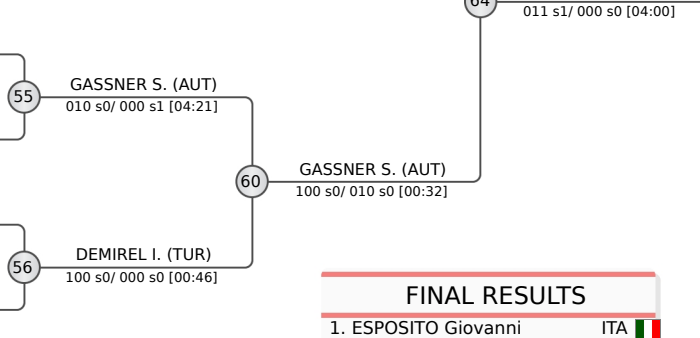 64
011 s1/ 000 s0 [04:00]
GASSNER S. (AUT)
55
010 s0/ 000 s1 [04:21]
GASSNER S. (AUT)
60
100 s0/ 010 s0 [00:32]
DEMIREL I. (TUR)
56
100 s0/ 000 s0 [00:46]
FINAL RESULTS
1. ESPOSITO Giovanni ITA